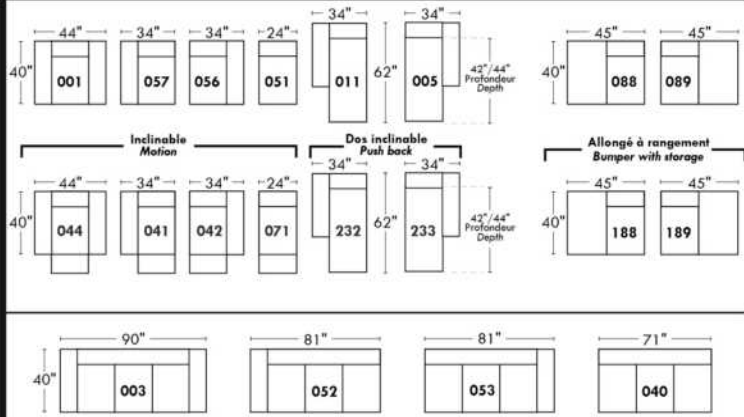 44" 34" 34" 24" 34" 34" 45" 45"
40" 001 057 056 051 011 62" 005 42"/44" Profondeur Depth 40" 088 089
Inclinable
Motion
Dos inclinable
Push back
Allongé à rangement
Bumper with storage
44" 34" 34" 24" 34" 34" 45" 45"
40" 044 041 042 071 232 62" 233 42"/44" Profondeur Depth 40" 188 189
90" 81" 81" 71"
40" 003 052 053 040